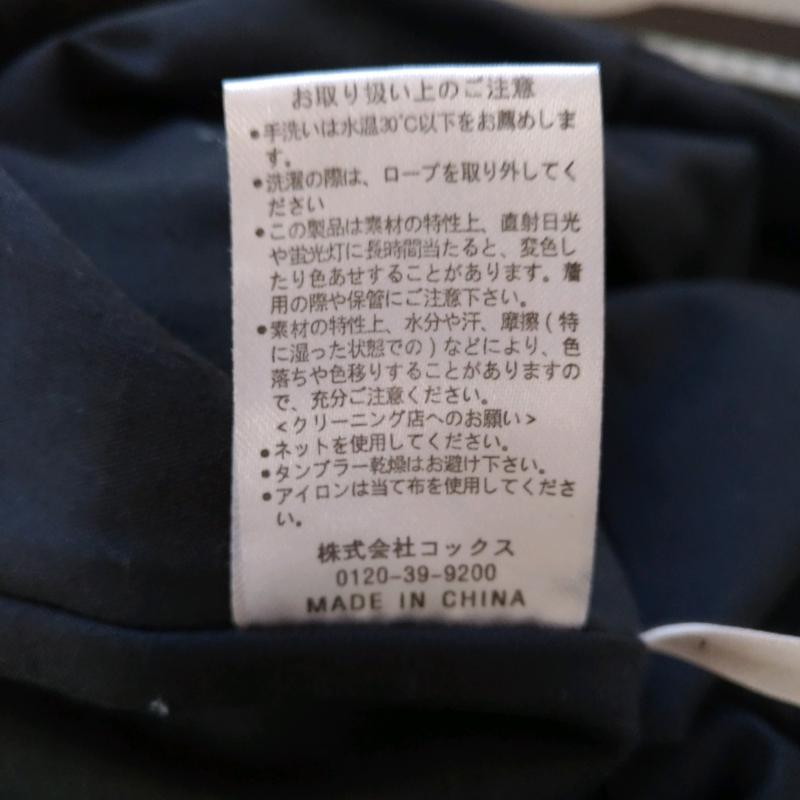 お取り扱い上のご注意
●手洗いは水温30℃以下をお薦めしま
す。
●洗濯の際は、ロープを取り外してく
ださい
●この製品は素材の特性上、直射日光
や蛍光灯に長時間当たると、変色し
たり色あせすることがあります。着
用の際や保管にご注意下さい。
●素材の特性上、水分や汗、摩擦(特
に湿った状態での)などにより、色
落ちや色移りすることがありますの
で、充分ご注意ください。
<クリーニング店へのお願い>
●ネットを使用してください。
●タンブラー乾燥はお避け下さい。
●アイロンは当て布を使用してくださ
い。
株式会社コックス
0120-39-9200
MADE IN CHINA